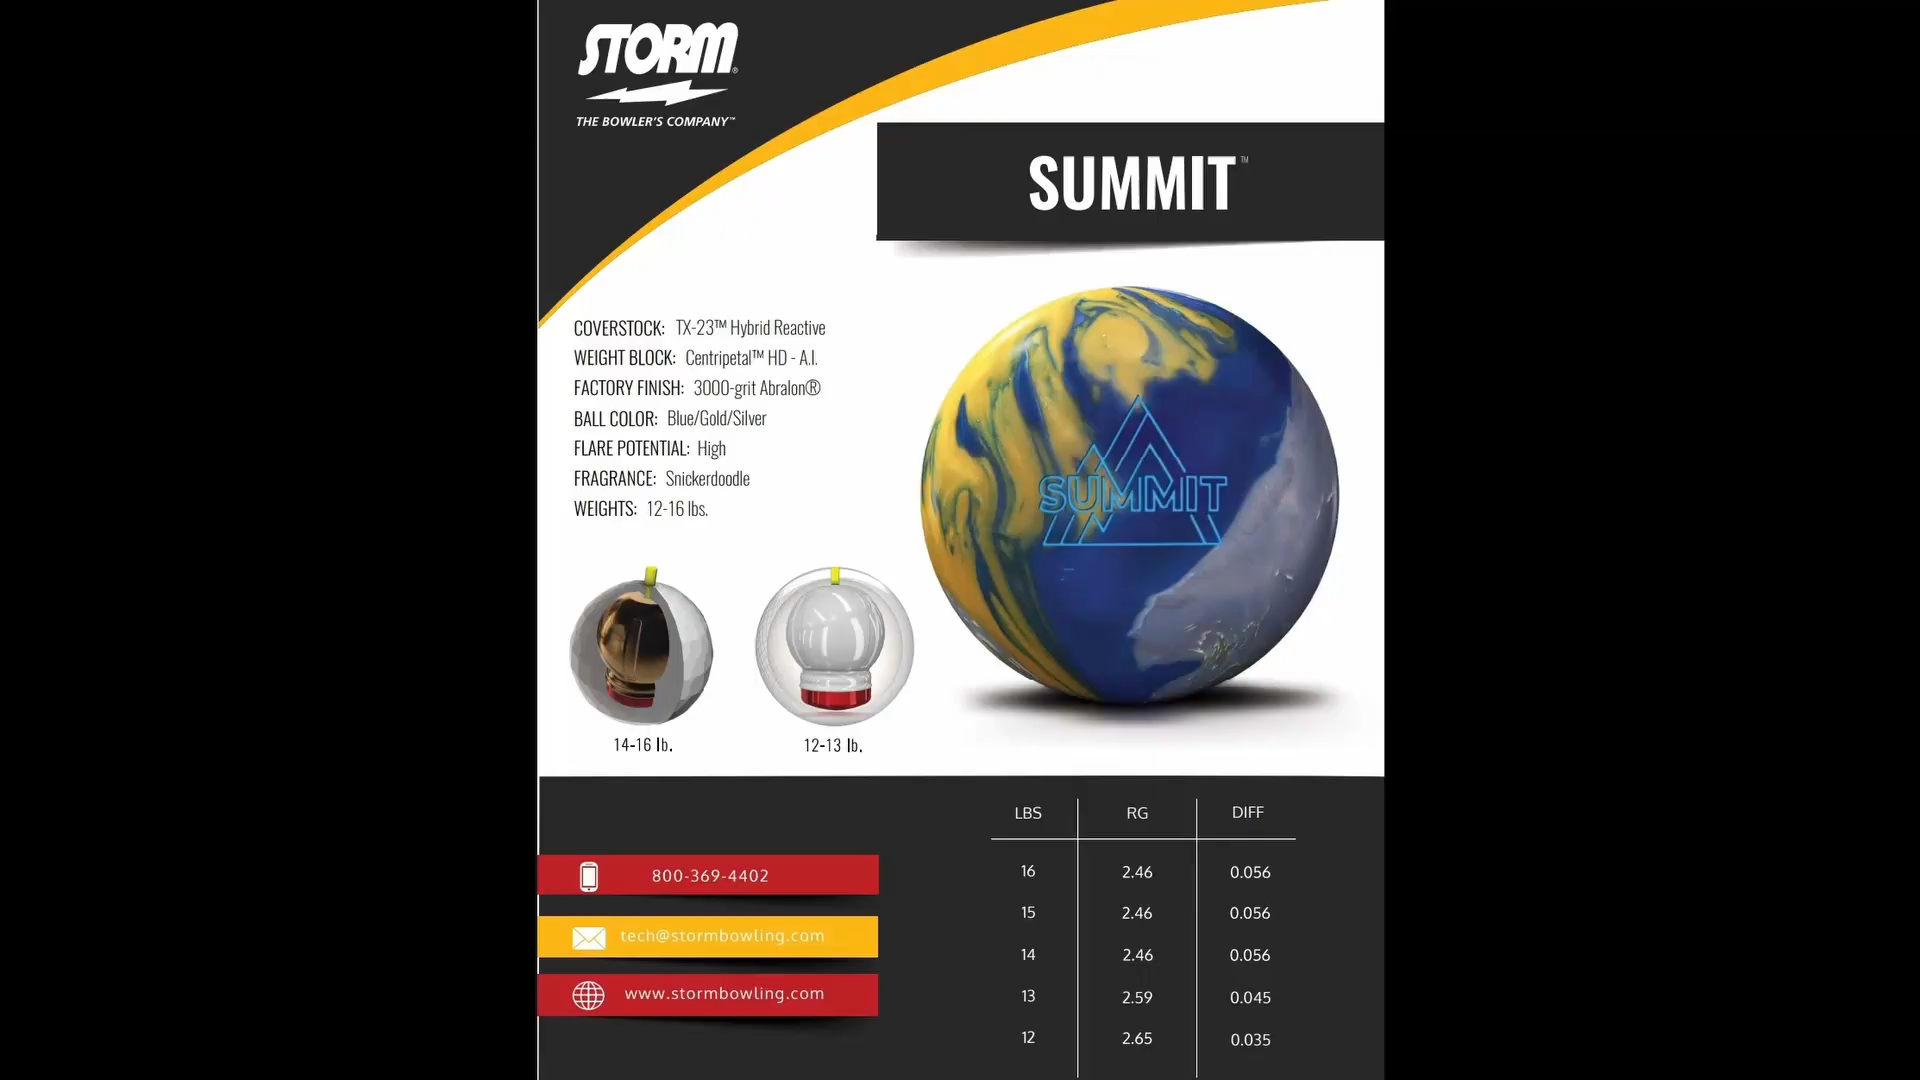 STORM®
THE BOWLER'S COMPANY™
SUMMIT™
COVERSTOCK: TX-23™ Hybrid Reactive
WEIGHT BLOCK: Centripetal™ HD - A.I.
FACTORY FINISH: 3000-grit Abralon®
BALL COLOR: Blue/Gold/Silver
FLARE POTENTIAL: High
FRAGRANCE: Snickerdoodle
WEIGHTS: 12-16 lbs.
SUMMIT
14-16 lb.
12-13 lb.
800-369-4402
tech@stormbowling.com
www.stormbowling.com
LBS RG DIFF
16 2.46 0.056
15 2.46 0.056
14 2.46 0.056
13 2.59 0.045
12 2.65 0.035